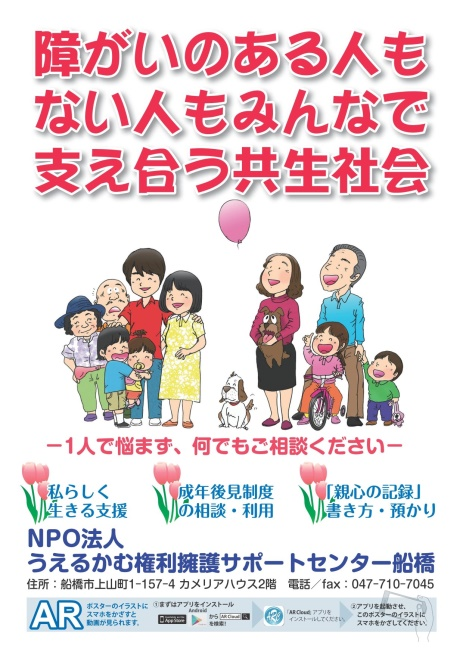 障がいのある人も
ない人もみんなで
支え合う共生社会
－1人で悩まず、何でもご相談ください－
私らしく
生きる支援
成年後見制度
の相談・利用
「親心の記録」
書き方・預かり
NPO法人
うえるかむ権利擁護サポートセンター船橋
住所：船橋市上山町1-157-4 カメリアハウス2階　電話／fax：047-710-7045
AR
ポスターのイラストに
スマホをかざすと
動画が見られます。
①まずはアプリをインストール
Android
App Store
から
を検索!!
AR Cloud
「AR Cloud」アプリを
インストールしてください。
②アプリを起動させ、
このポスターのイラストに
スマホをかざしてください。